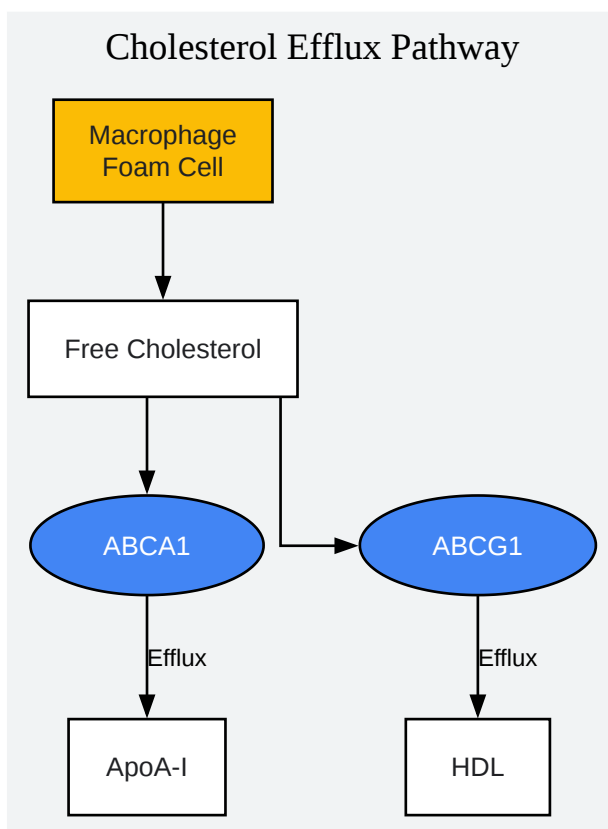 Cholesterol Efflux Pathway
Macrophage
Foam Cell
Free Cholesterol
ABCA1
ABCG1
Efflux
Efflux
ApoA-I
HDL